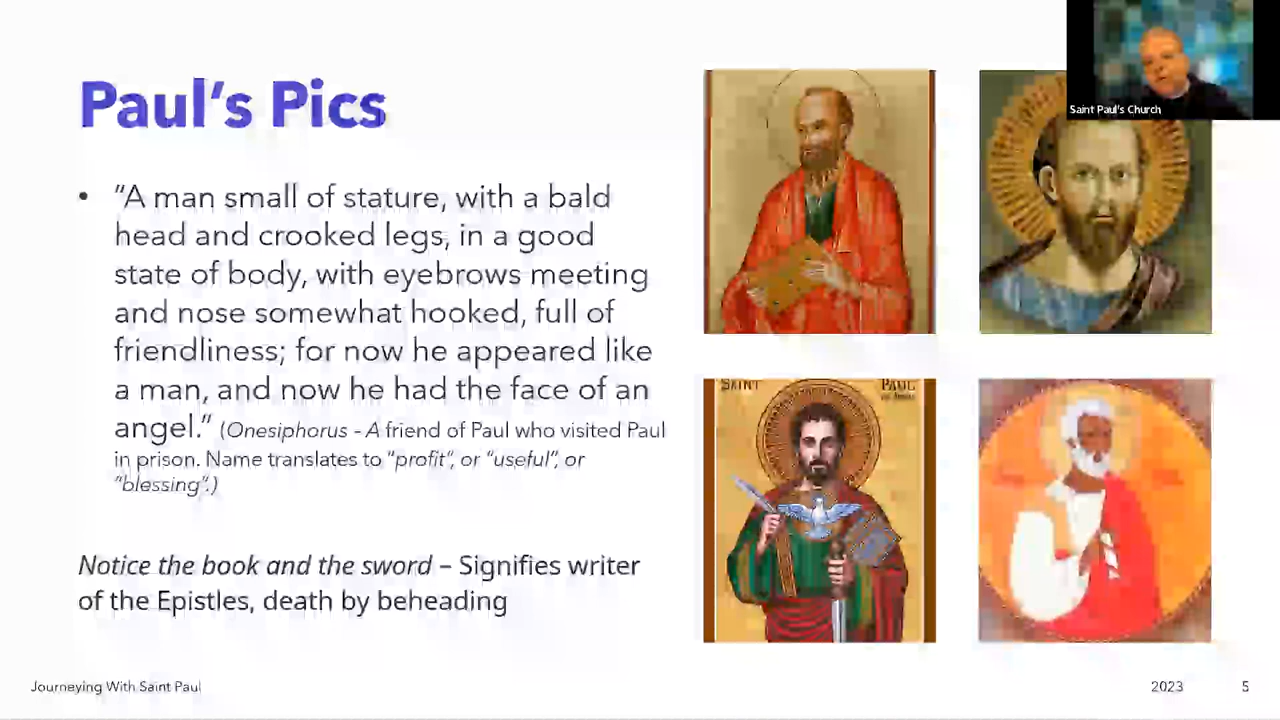 Paul's Pics
Saint Paul's Church
• "A man small of stature, with a bald
head and crooked legs, in a good
state of body, with eyebrows meeting
and nose somewhat hooked, full of
friendliness; for now he appeared like
a man, and now he had the face of an
angel." (Onesiphorus - A friend of Paul who visited Paul
in prison. Name translates to "profit", or "useful", or
"blessing".)
Notice the book and the sword – Signifies writer
of the Epistles, death by beheading
SAINT PAUL
Journeying With Saint Paul
2023 5